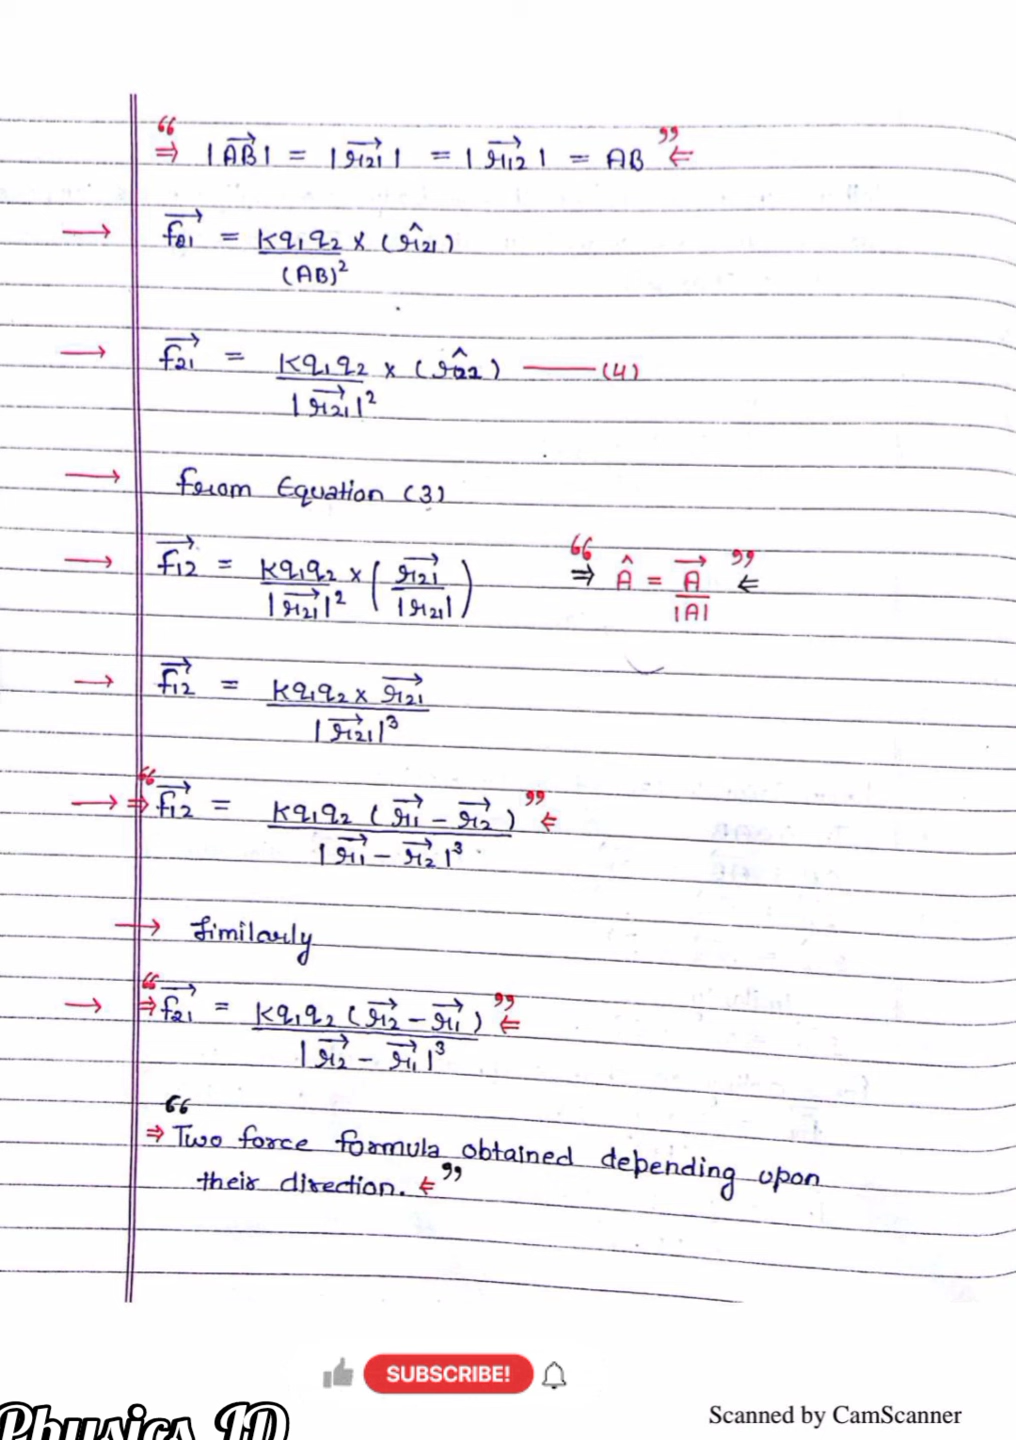 “ ⇒ |AB⃗| = |r⃗₂₁| = |r⃗₁₂| = AB ” ⇐
→ f⃗₂₁ = Kq₁q₂ × (r̂₂₁)
(AB)²
→ f⃗₂₁ = Kq₁q₂ × ( ) —— (4)
|r⃗₂₁|²
→ from Equation (3)
→ f⃗₁₂ = Kq₁q₂ × ( r⃗₂₁ ) “ ⇒ Â = A⃗ ” ⇐
|r⃗₂₁|² |r₂₁| |A|
→ f⃗₁₂ = Kq₁q₂ × r⃗₂₁
|r⃗₂₁|³
→ “ ⇒ f⃗₁₂ = Kq₁q₂ (r⃗₁ − r⃗₂) ” ⇐
|r⃗₁ − r⃗₂|³
→ Similarly
→ “ ⇒ f⃗₂₁ = Kq₁q₂ (r⃗₂ − r⃗₁) ” ⇐
|r⃗₂ − r⃗₁|³
“ ⇒ Two force formula obtained depending upon
their direction. ⇐ ”
SUBSCRIBE!
Physics ID
Scanned by CamScanner